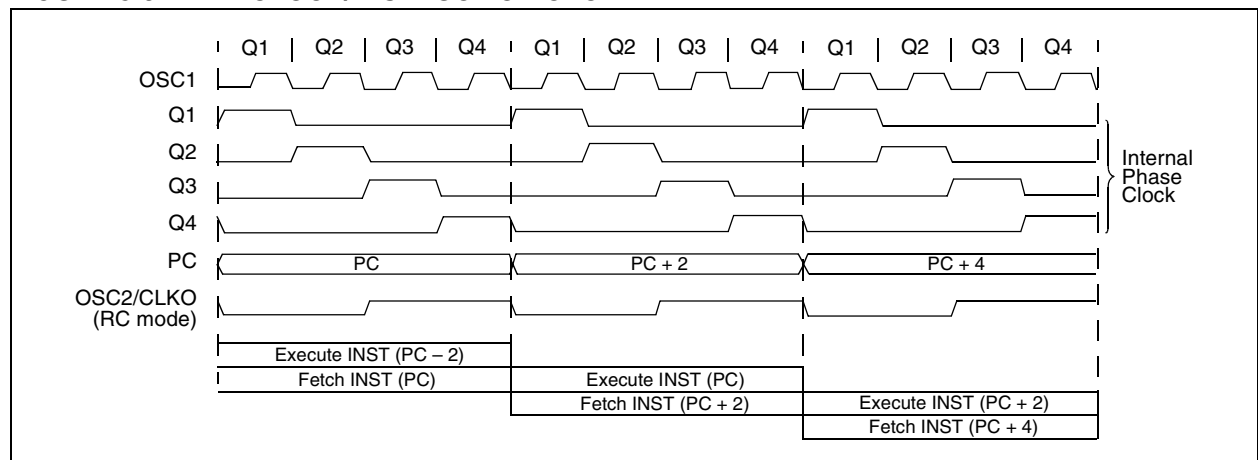 Q1 Q2 Q3 Q4 Q1 Q2 Q3 Q4 Q1 Q2 Q3 Q4
OSC1
Q1
Q2
Q3
Q4
Internal
Phase
Clock
PC PC PC + 2 PC + 4
OSC2/CLKO
(RC mode)
Execute INST (PC – 2)
Fetch INST (PC) Execute INST (PC)
Fetch INST (PC + 2) Execute INST (PC + 2)
Fetch INST (PC + 4)